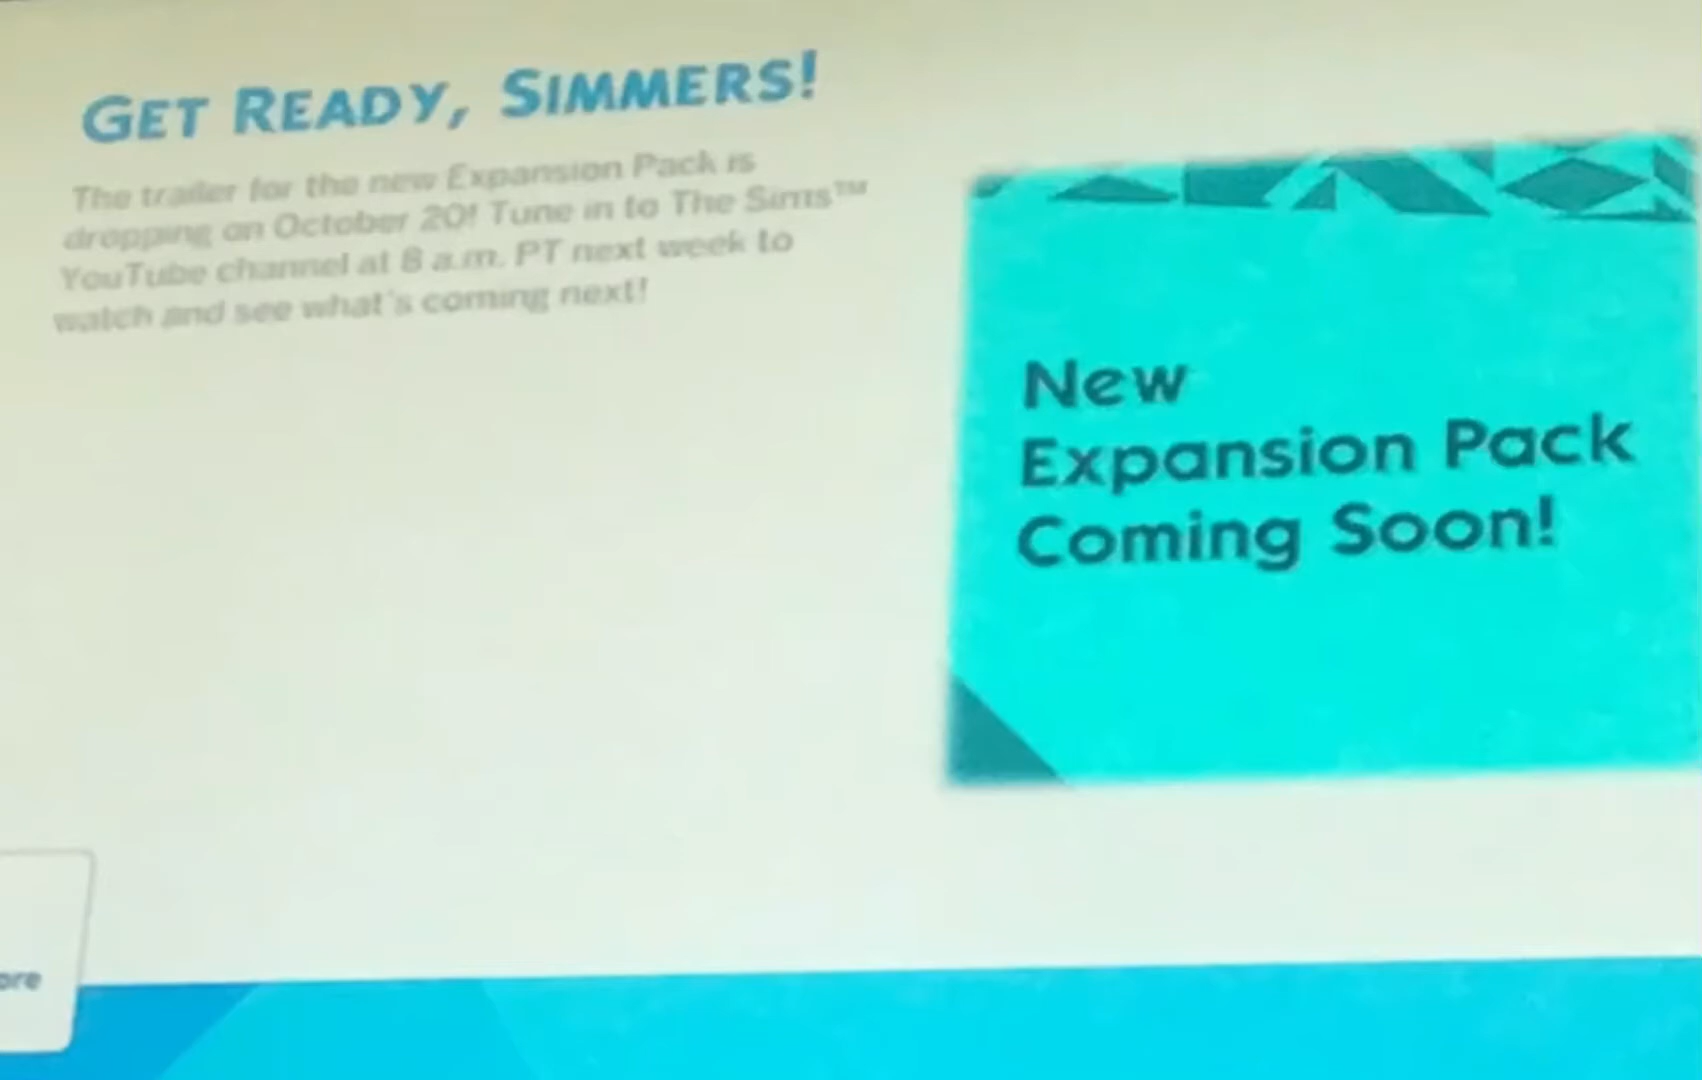 GET READY, SIMMERS!
The trailer for the new Expansion Pack is
dropping on October 20! Tune in to The Sims™
YouTube channel at 8 a.m. PT next week to
watch and see what's coming next!
New
Expansion Pack
Coming Soon!